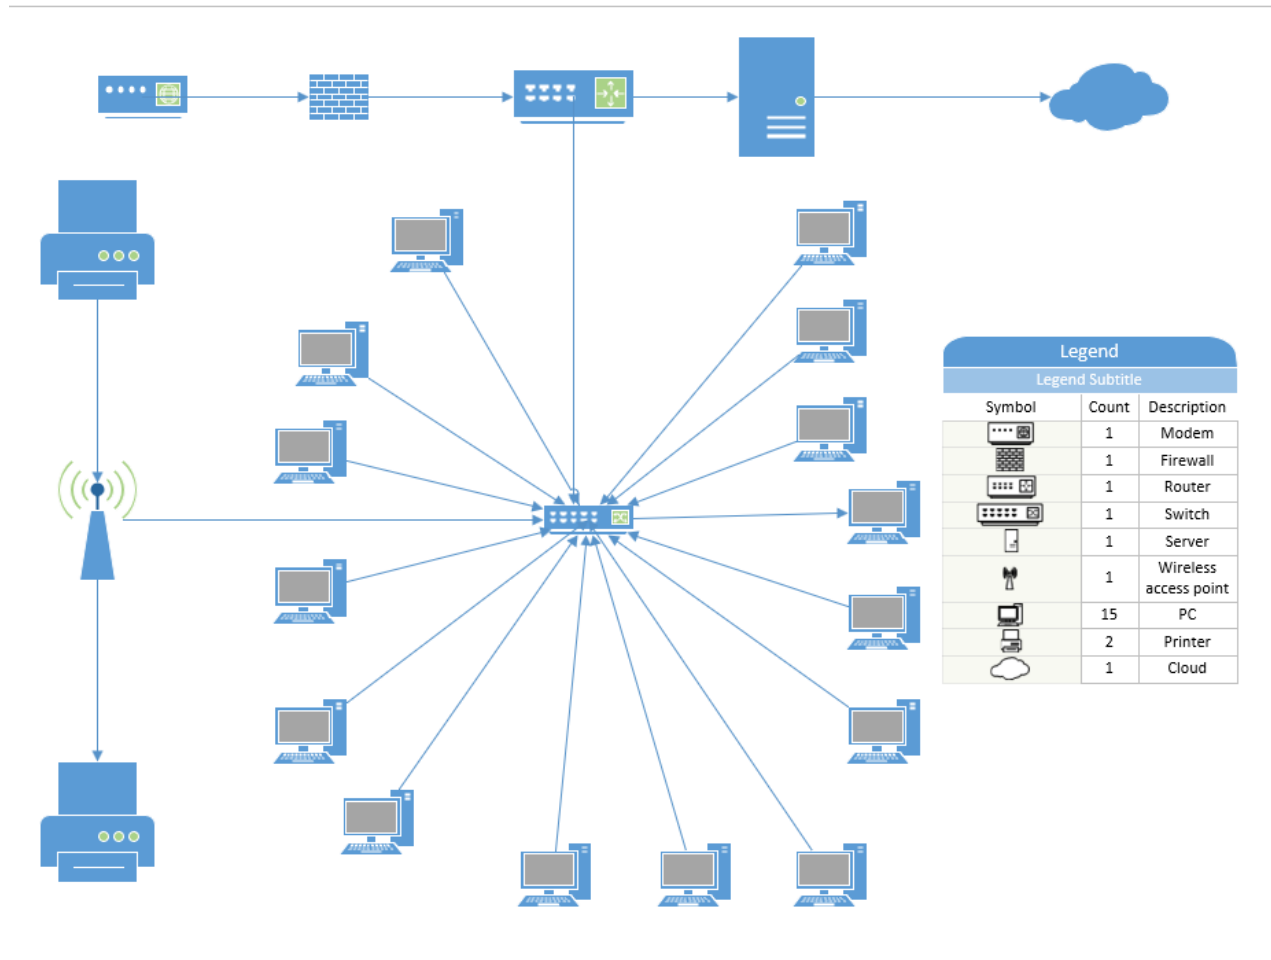 Legend
Legend Subtitle
Symbol Count Description
1 Modem
1 Firewall
1 Router
1 Switch
1 Server
1 Wireless
access point
15 PC
2 Printer
1 Cloud